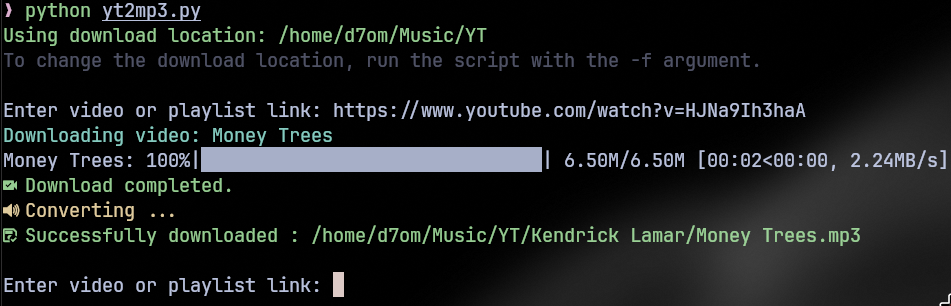 ❱ python yt2mp3.py
Using download location: /home/d7om/Music/YT
To change the download location, run the script with the -f argument.
Enter video or playlist link: https://www.youtube.com/watch?v=HJNa9Ih3haA
Downloading video: Money Trees
Money Trees: 100%|██████████| 6.50M/6.50M [00:02<00:00, 2.24MB/s]
Download completed.
Converting ...
Successfully downloaded : /home/d7om/Music/YT/Kendrick Lamar/Money Trees.mp3
Enter video or playlist link: